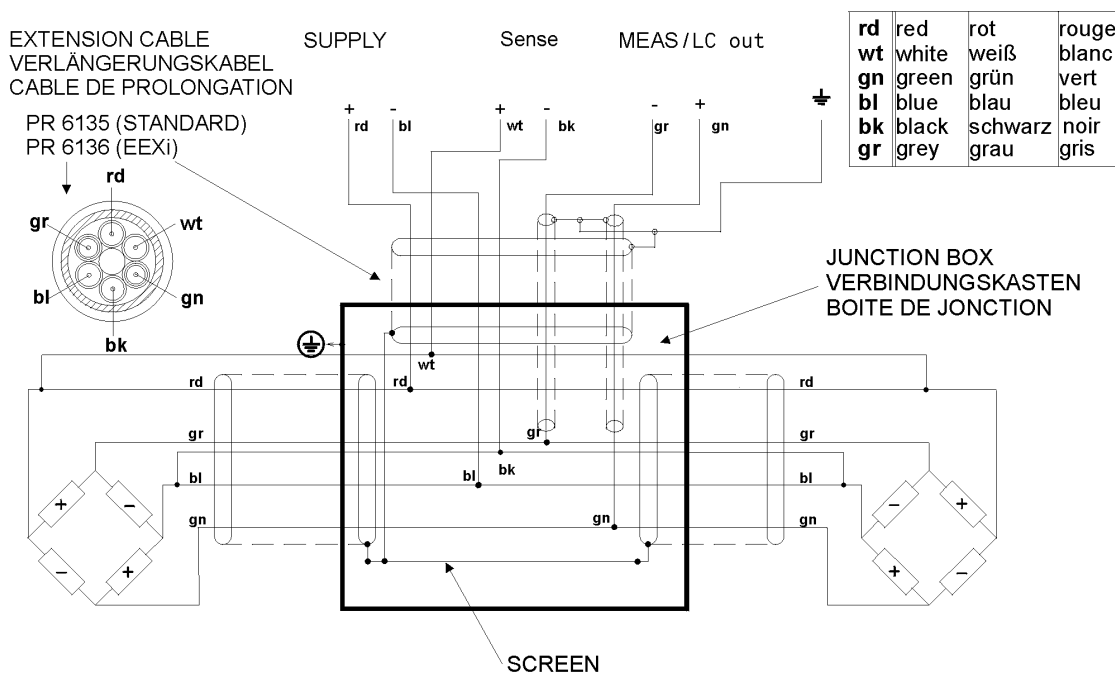 EXTENSION CABLE
VERLÄNGERUNGSKABEL
CABLE DE PROLONGATION
PR 6135 (STANDARD)
PR 6136 (EEXi)
SUPPLY
Sense
MEAS/LC out
rd red rot rouge
wt white weiß blanc
gn green grün vert
bl blue blau bleu
bk black schwarz noir
gr grey grau gris
+ - + - - +
rd bl wt bk gr gn
rd
gr wt
bl gn
bk
JUNCTION BOX
VERBINDUNGSKASTEN
BOITE DE JONCTION
wt
rd rd rd
gr gr gr
bk
bl bl bl
gn gn gn
+ - - +
- + + -
SCREEN